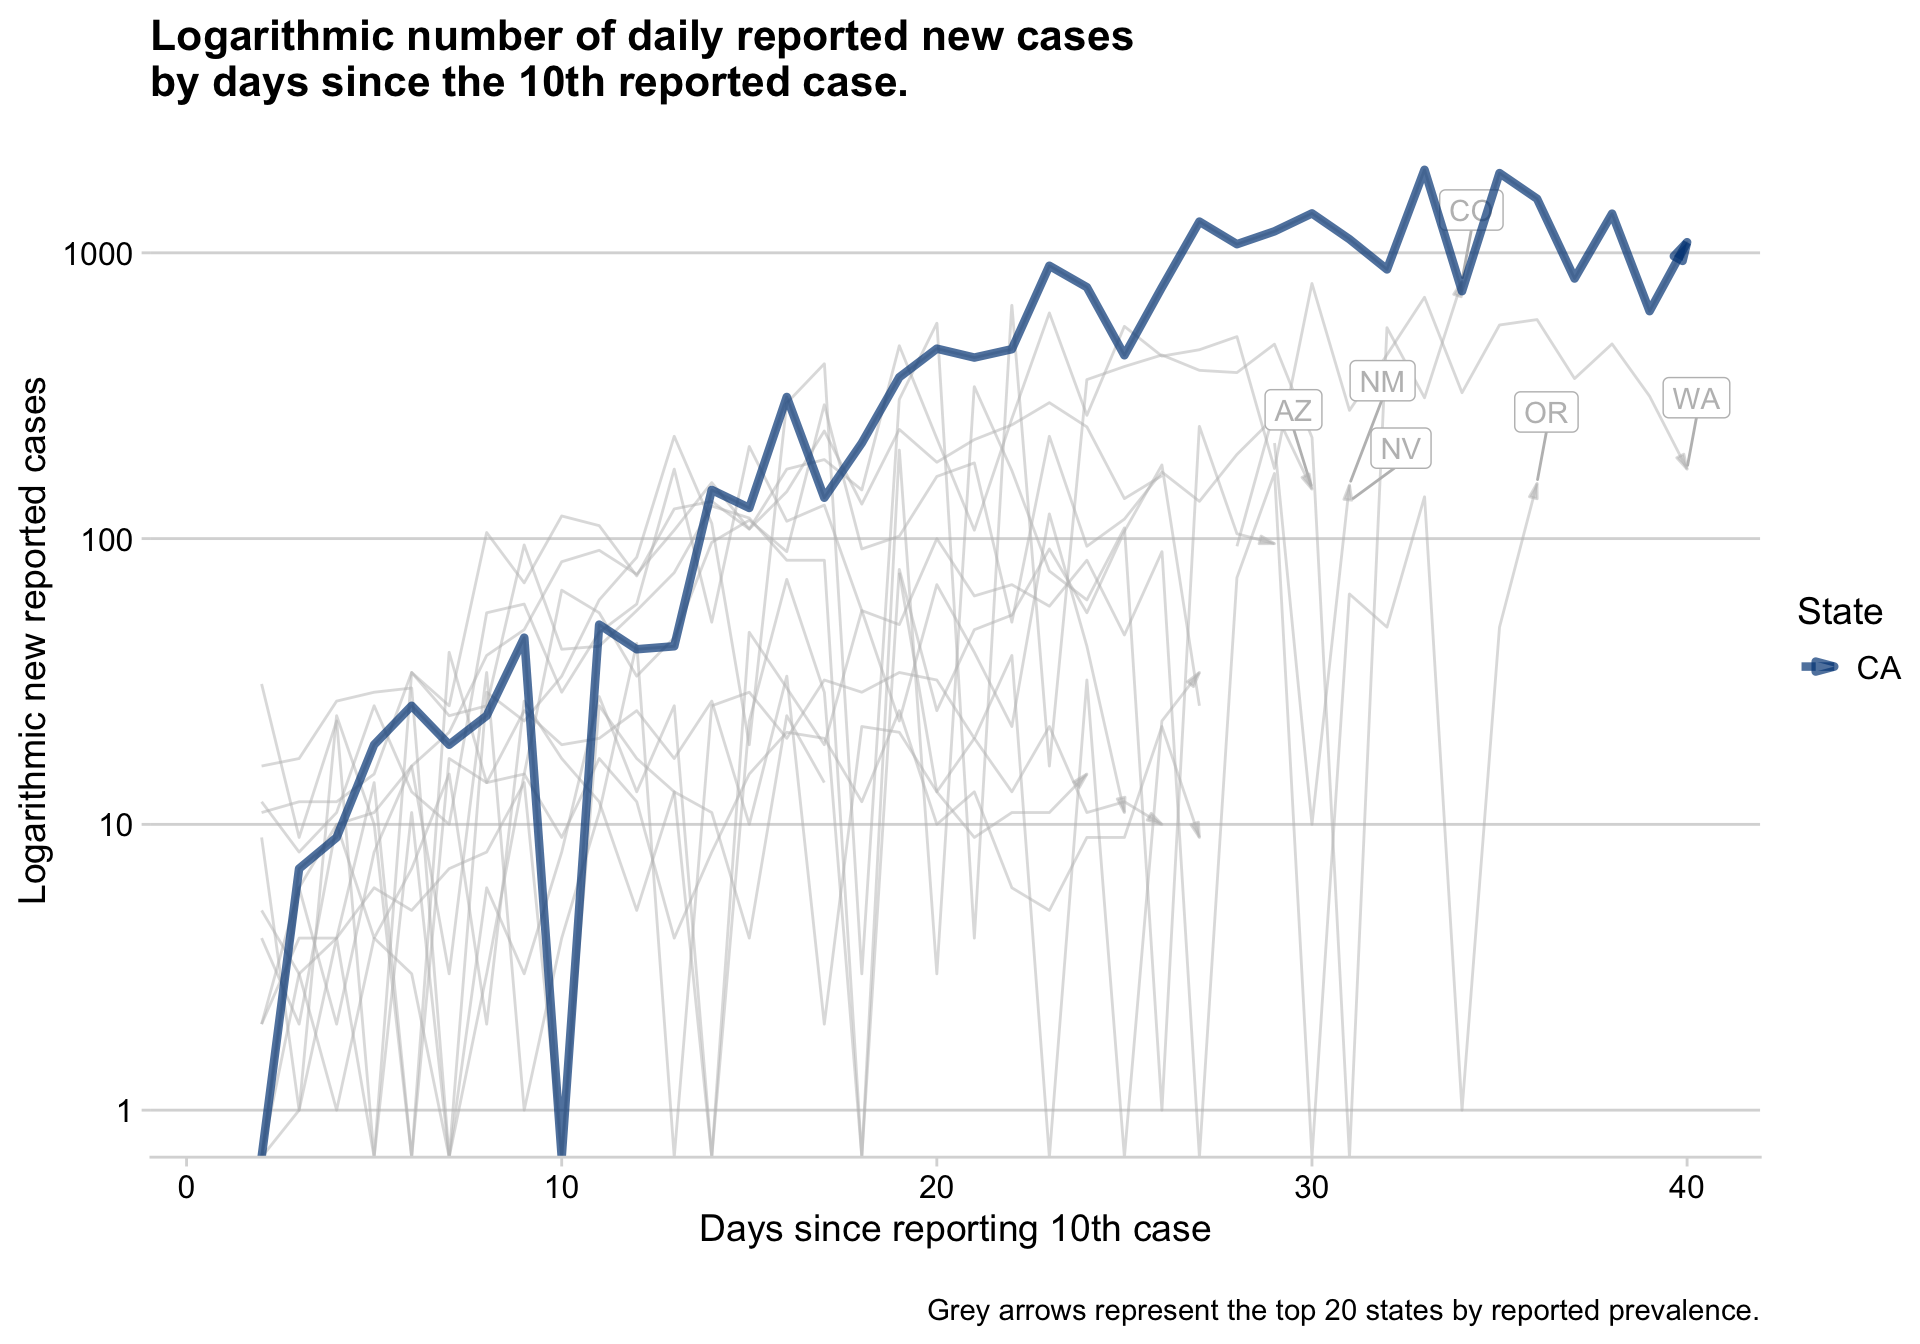 Logarithmic number of daily reported new cases
by days since the 10th reported case.
Logarithmic new reported cases
1000
100
10
1
CO
NM
AZ
NV
OR
WA
State
CA
0 10 20 30 40
Days since reporting 10th case
Grey arrows represent the top 20 states by reported prevalence.